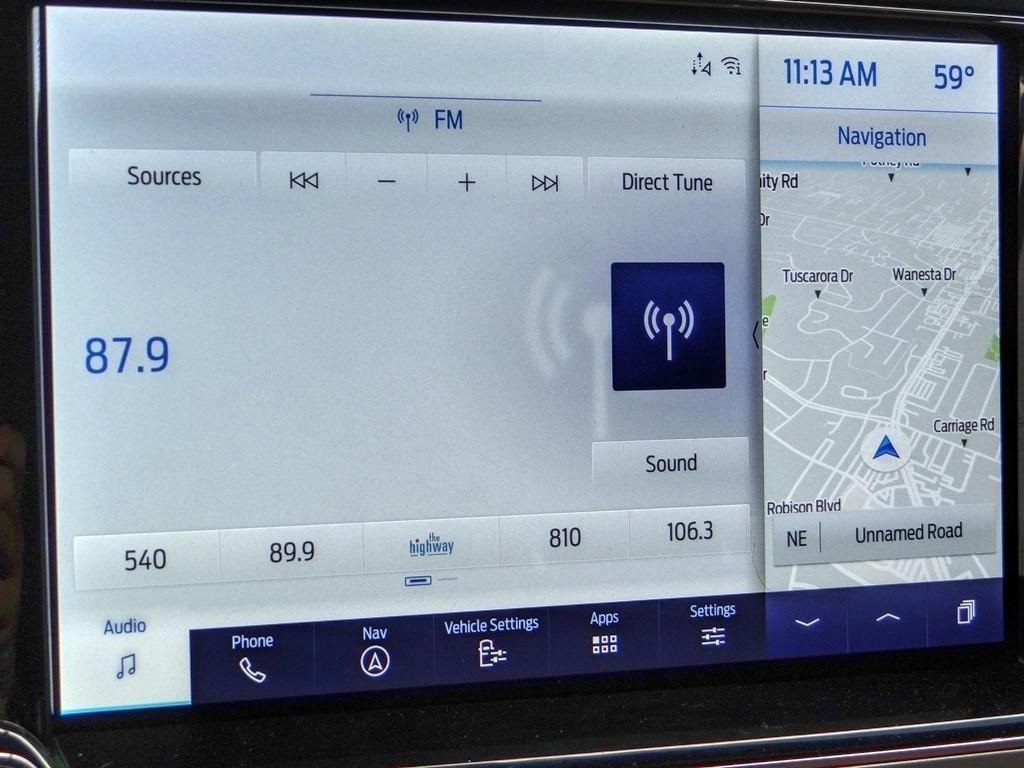 11:13 AM 59°
FM
Navigation
Sources
Direct Tune
ity Rd
Dr
Tuscarora Dr
Wanesta Dr
e
r
87.9
Carriage Rd
Sound
Robison Blvd
NE Unnamed Road
540
89.9
the
highway
810
106.3
Audio
Phone
Nav
Vehicle Settings
Apps
Settings